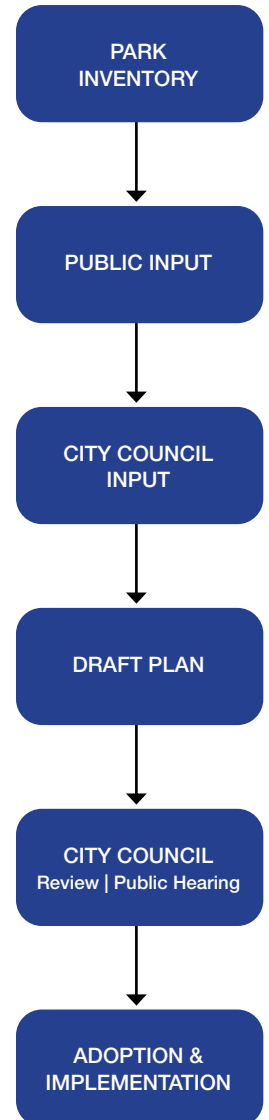 PARK
INVENTORY
PUBLIC INPUT
CITY COUNCIL
INPUT
DRAFT PLAN
CITY COUNCIL
Review | Public Hearing
ADOPTION &
IMPLEMENTATION